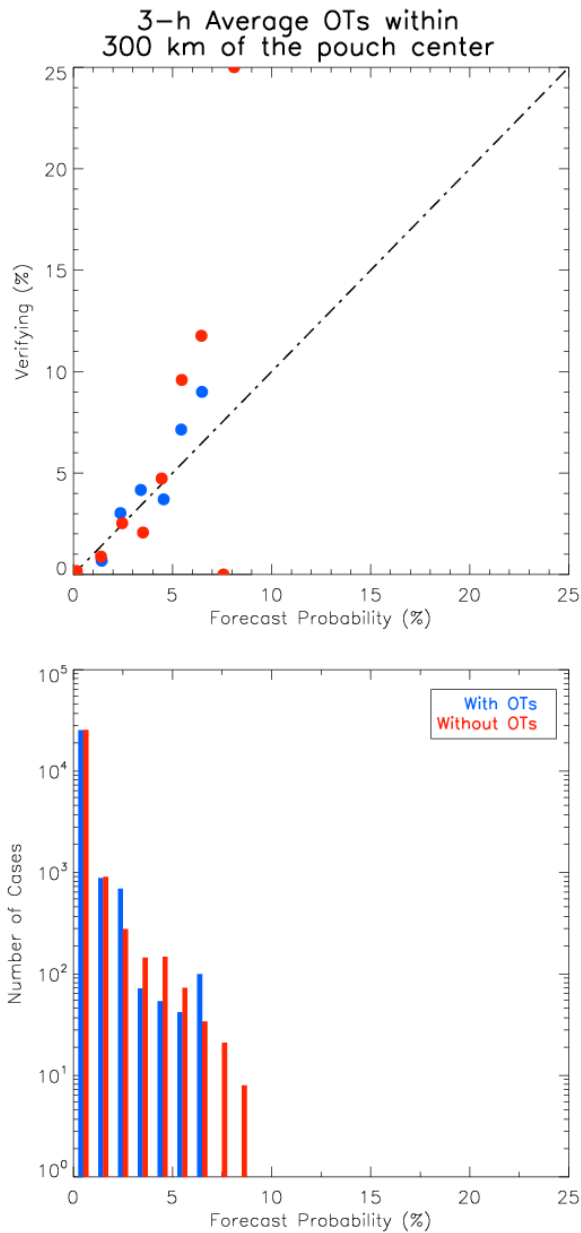 3-h Average OTs within
300 km of the pouch center
25
20
15
10
5
0
Verifying (%)
0 5 10 15 20 25
Forecast Probability (%)
10^5
10^4
10^3
10^2
10^1
10^0
Number of Cases
With OTs
Without OTs
0 5 10 15 20 25
Forecast Probability (%)